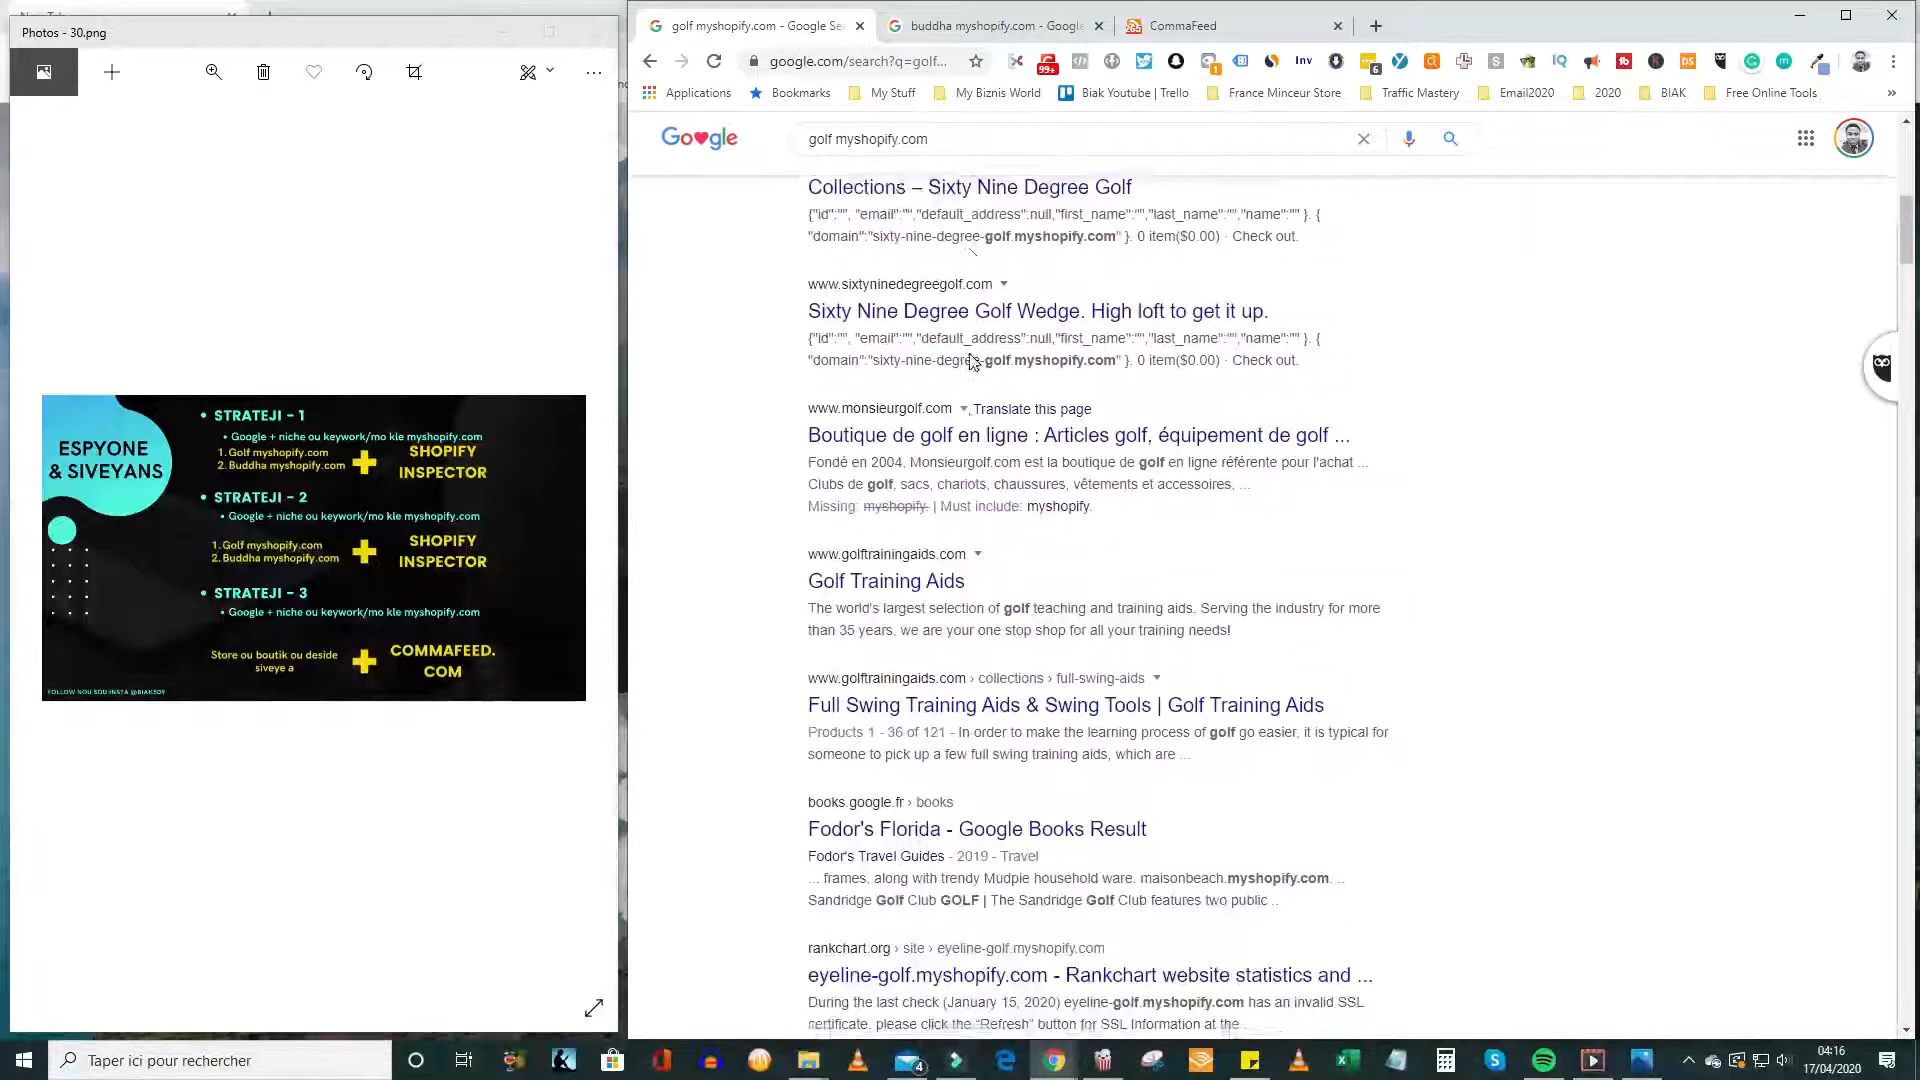 Photos - 30.png
ESPYONE
& SIVEYANS
• STRATEJI - 1
• Google + niche ou keywork/mo kle myshopify.com
1. Golf myshopify.com
2. Buddha myshopify.com
SHOPIFY
INSPECTOR
• STRATEJI - 2
• Google + niche ou keywork/mo kle myshopify.com
1. Golf myshopify.com
2. Buddha myshopify.com
SHOPIFY
INSPECTOR
• STRATEJI - 3
• Google + niche ou keywork/mo kle myshopify.com
Store ou boutik ou deside
siveye a
COMMAFEED.
COM
FOLLOW NOU SOU INSTA @BIAK509
golf myshopify.com - Google Se
buddha myshopify.com - Google
CommaFeed
google.com/search?q=golf...
99+
1
Inv
6
IQ
DS
Applications
Bookmarks
My Stuff
My Biznis World
Biak Youtube | Trello
France Minceur Store
Traffic Mastery
Email2020
2020
BIAK
Free Online Tools
»
golf myshopify.com
Collections – Sixty Nine Degree Golf
{"id":"", "email":"","default_address":null,"first_name":"","last_name":"","name":"" }. {
"domain":"sixty-nine-degree-golf.myshopify.com" }. 0 item($0.00) · Check out.
www.sixtyninedegreegolf.com
Sixty Nine Degree Golf Wedge. High loft to get it up.
{"id":"", "email":"","default_address":null,"first_name":"","last_name":"","name":"" }. {
"domain":"sixty-nine-degree-golf.myshopify.com" }. 0 item($0.00) · Check out.
www.monsieurgolf.com Translate this page
Boutique de golf en ligne : Articles golf, équipement de golf ...
Fondé en 2004, Monsieurgolf.com est la boutique de golf en ligne référente pour l'achat ...
Clubs de golf, sacs, chariots, chaussures, vêtements et accessoires, ...
Missing: myshopify. | Must include: myshopify.
www.golftrainingaids.com
Golf Training Aids
The world's largest selection of golf teaching and training aids. Serving the industry for more
than 35 years, we are your one stop shop for all your training needs!
www.golftrainingaids.com › collections › full-swing-aids
Full Swing Training Aids & Swing Tools | Golf Training Aids
Products 1 - 36 of 121 - In order to make the learning process of golf go easier, it is typical for
someone to pick up a few full swing training aids, which are ...
books.google.fr › books
Fodor's Florida - Google Books Result
Fodor's Travel Guides - 2019 - Travel
... frames, along with trendy Mudpie household ware. maisonbeach.myshopify.com. ..
Sandridge Golf Club GOLF | The Sandridge Golf Club features two public ..
rankchart.org › site › eyeline-golf.myshopify.com
eyeline-golf.myshopify.com - Rankchart website statistics and ...
During the last check (January 15, 2020) eyeline-golf.myshopify.com has an invalid SSL
certificate, please click the “Refresh” button for SSL Information at the
Taper ici pour rechercher
4
04:16
17/04/2020